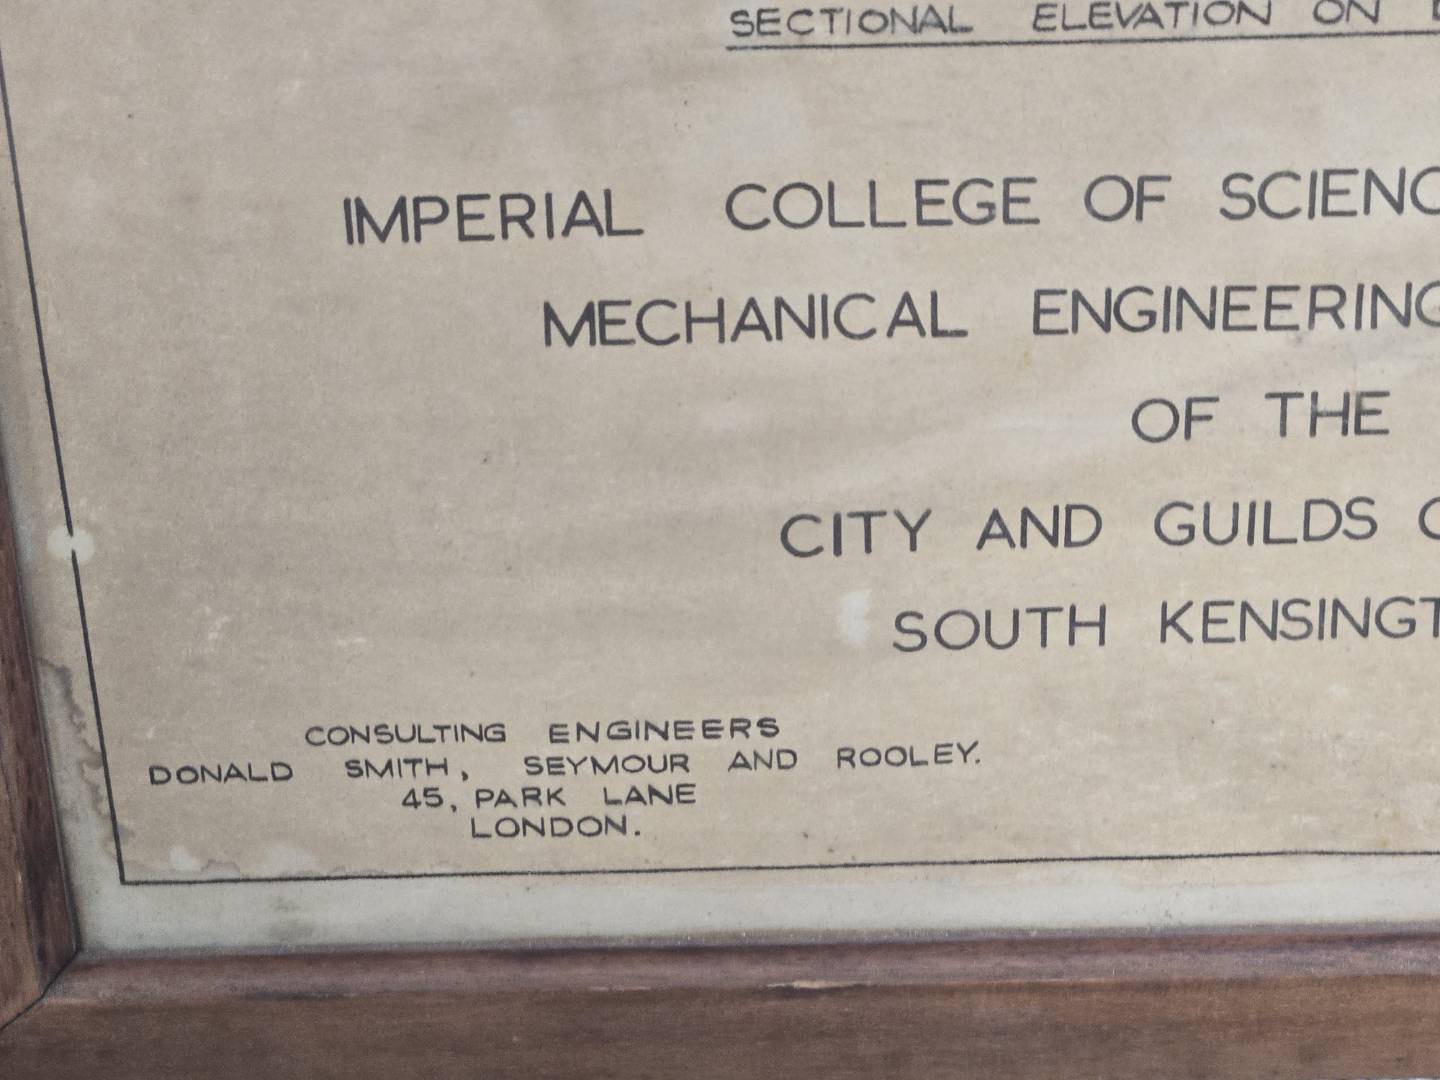 SECTIONAL ELEVATION ON
IMPERIAL COLLEGE OF SCIENC
MECHANICAL ENGINEERING
OF THE
CITY AND GUILDS C
SOUTH KENSINGT
CONSULTING ENGINEERS
DONALD SMITH, SEYMOUR AND ROOLEY.
45, PARK LANE
LONDON.